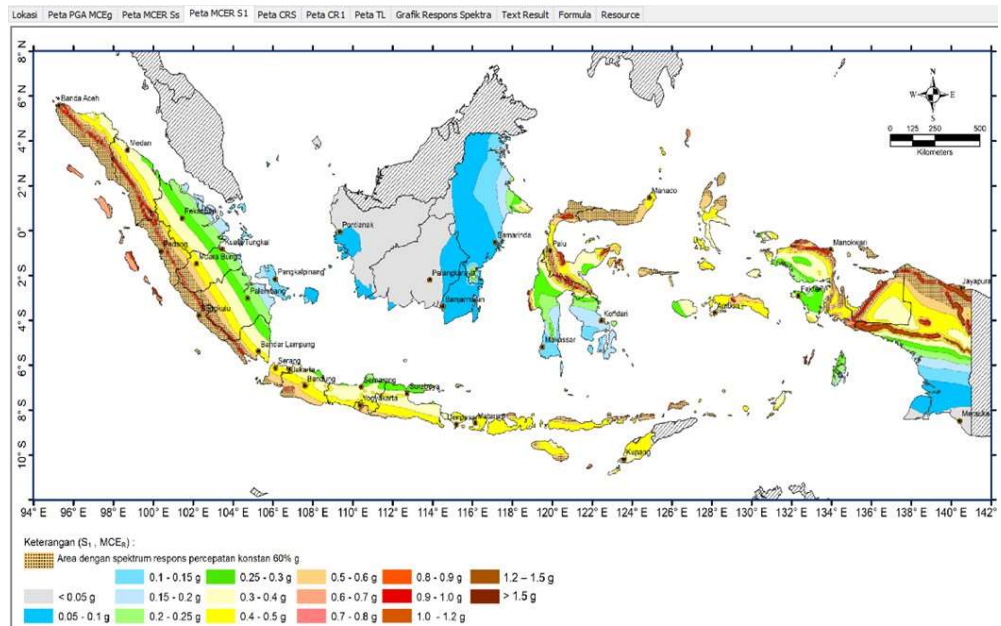 Lokasi Peta PGA MCEg Peta MCER Ss Peta MCER S1 Peta CRS Peta CR1 Peta TL Grafik Respons Spektra Text Result Formula Resource
8° N
6° N
4° N
2° N
0°
2° S
4° S
6° S
8° S
10° S
N
W E
S
0 125 250 500
Kilometers
Banda Aceh
Medan
Manaco
Pekanbaru
Pontianak
Samarinda
Palu
Manokwari
Padang
Kuala Tungkal
Muara Bungo
Pangkalpinang
Jayapura
Palembang
Banjarmasin
Bengkulu
Makassar
Bandar Lampung
Serang
Jakarta
Bandung
Semarang
Surabaya
Yogyakarta
Denpasar
Mataram
Kupang
94° E 96° E 98° E 100° E 102° E 104° E 106° E 108° E 110° E 112° E 114° E 116° E 118° E 120° E 122° E 124° E 126° E 128° E 130° E 132° E 134° E 136° E 138° E 140° E 142° E
Keterangan (S₁ , MCER) :
Area dengan spektrum respons percepatan konstan 60% g
0.1 - 0.15 g 0.25 - 0.3 g 0.5 - 0.6 g 0.8 - 0.9 g 1.2 – 1.5 g
< 0.05 g 0.15 - 0.2 g 0.3 - 0.4 g 0.6 - 0.7 g 0.9 - 1.0 g > 1.5 g
0.05 - 0.1 g 0.2 - 0.25 g 0.4 - 0.5 g 0.7 - 0.8 g 1.0 - 1.2 g